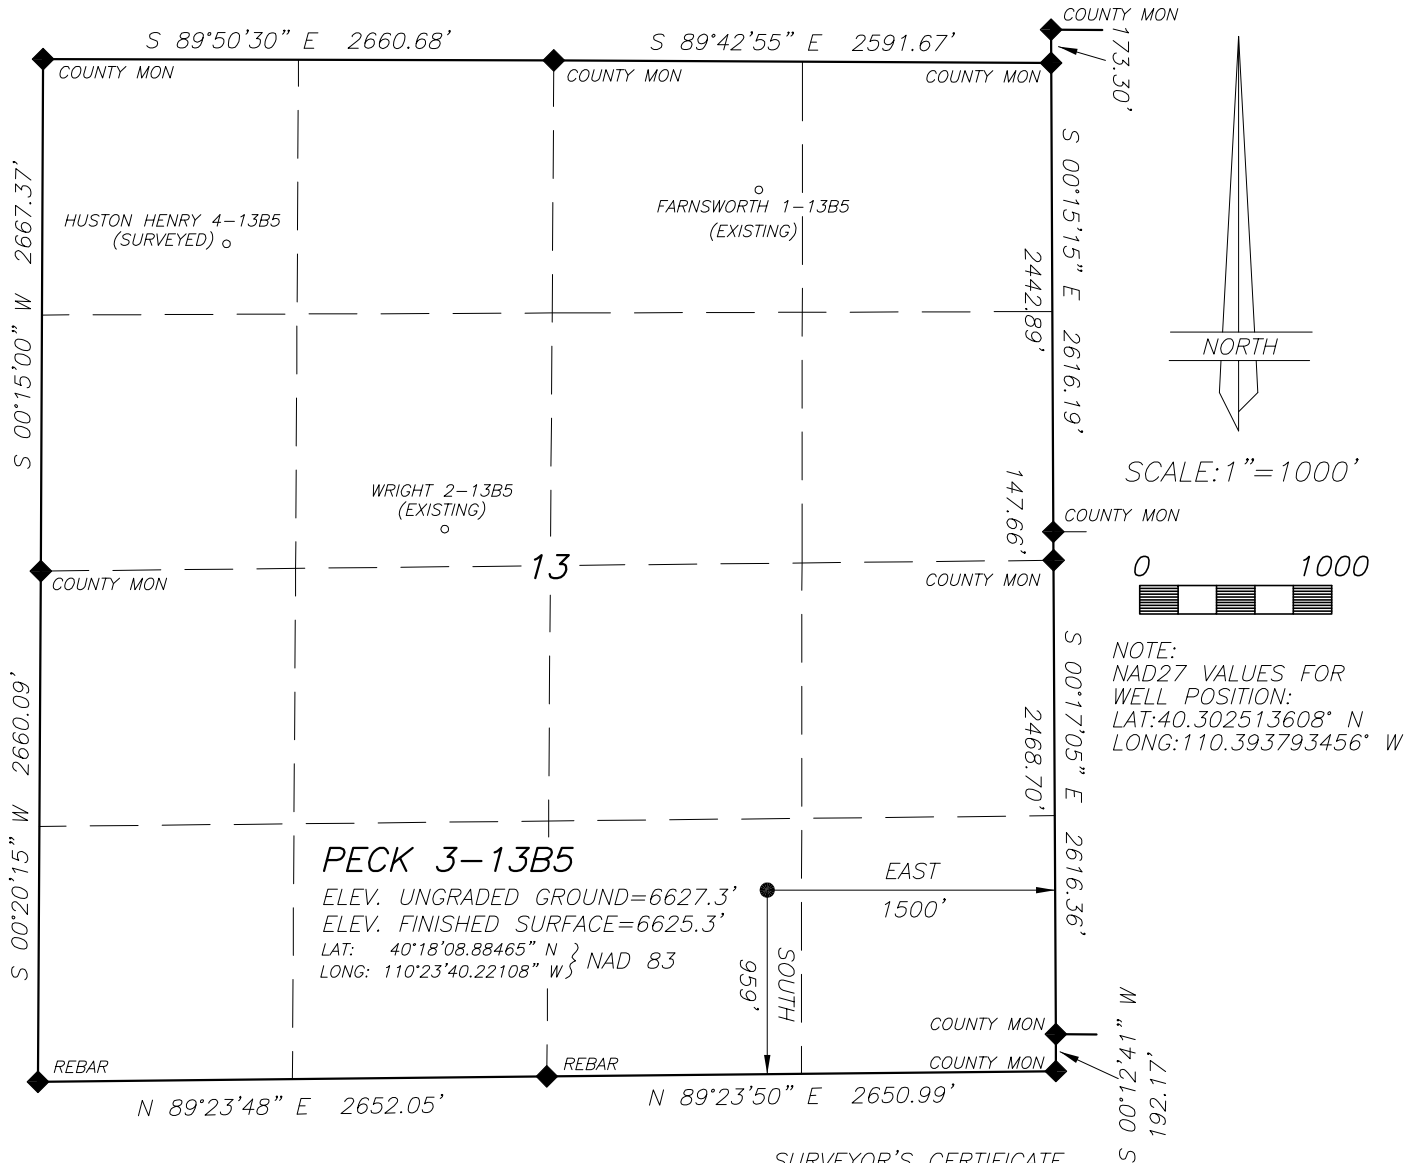 COUNTY MON
S 89°50'30" E 2660.68'
S 89°42'55" E 2591.67'
173.30'
COUNTY MON
COUNTY MON
COUNTY MON
S 00°15'00" W 2667.37'
HUSTON HENRY 4-13B5
(SURVEYED)
FARNSWORTH 1-13B5
(EXISTING)
S 00°15'15" E 2616.19'
2442.89'
NORTH
SCALE:1"=1000'
WRIGHT 2-13B5
(EXISTING)
147.66'
COUNTY MON
13
COUNTY MON
COUNTY MON
0 1000
NOTE:
NAD27 VALUES FOR
WELL POSITION:
LAT:40.302513608° N
LONG:110.393793456° W
S 00°20'15" W 2660.09'
S 00°17'05" E 2616.36'
2468.70'
PECK 3-13B5
ELEV. UNGRADED GROUND=6627.3'
ELEV. FINISHED SURFACE=6625.3'
LAT: 40°18'08.88465" N
LONG: 110°23'40.22108" W
} NAD 83
EAST
1500'
SOUTH
959'
COUNTY MON
COUNTY MON
REBAR
REBAR
S 00°12'41" W
192.17'
N 89°23'48" E 2652.05'
N 89°23'50" E 2650.99'
SURVEYOR'S CERTIFICATE